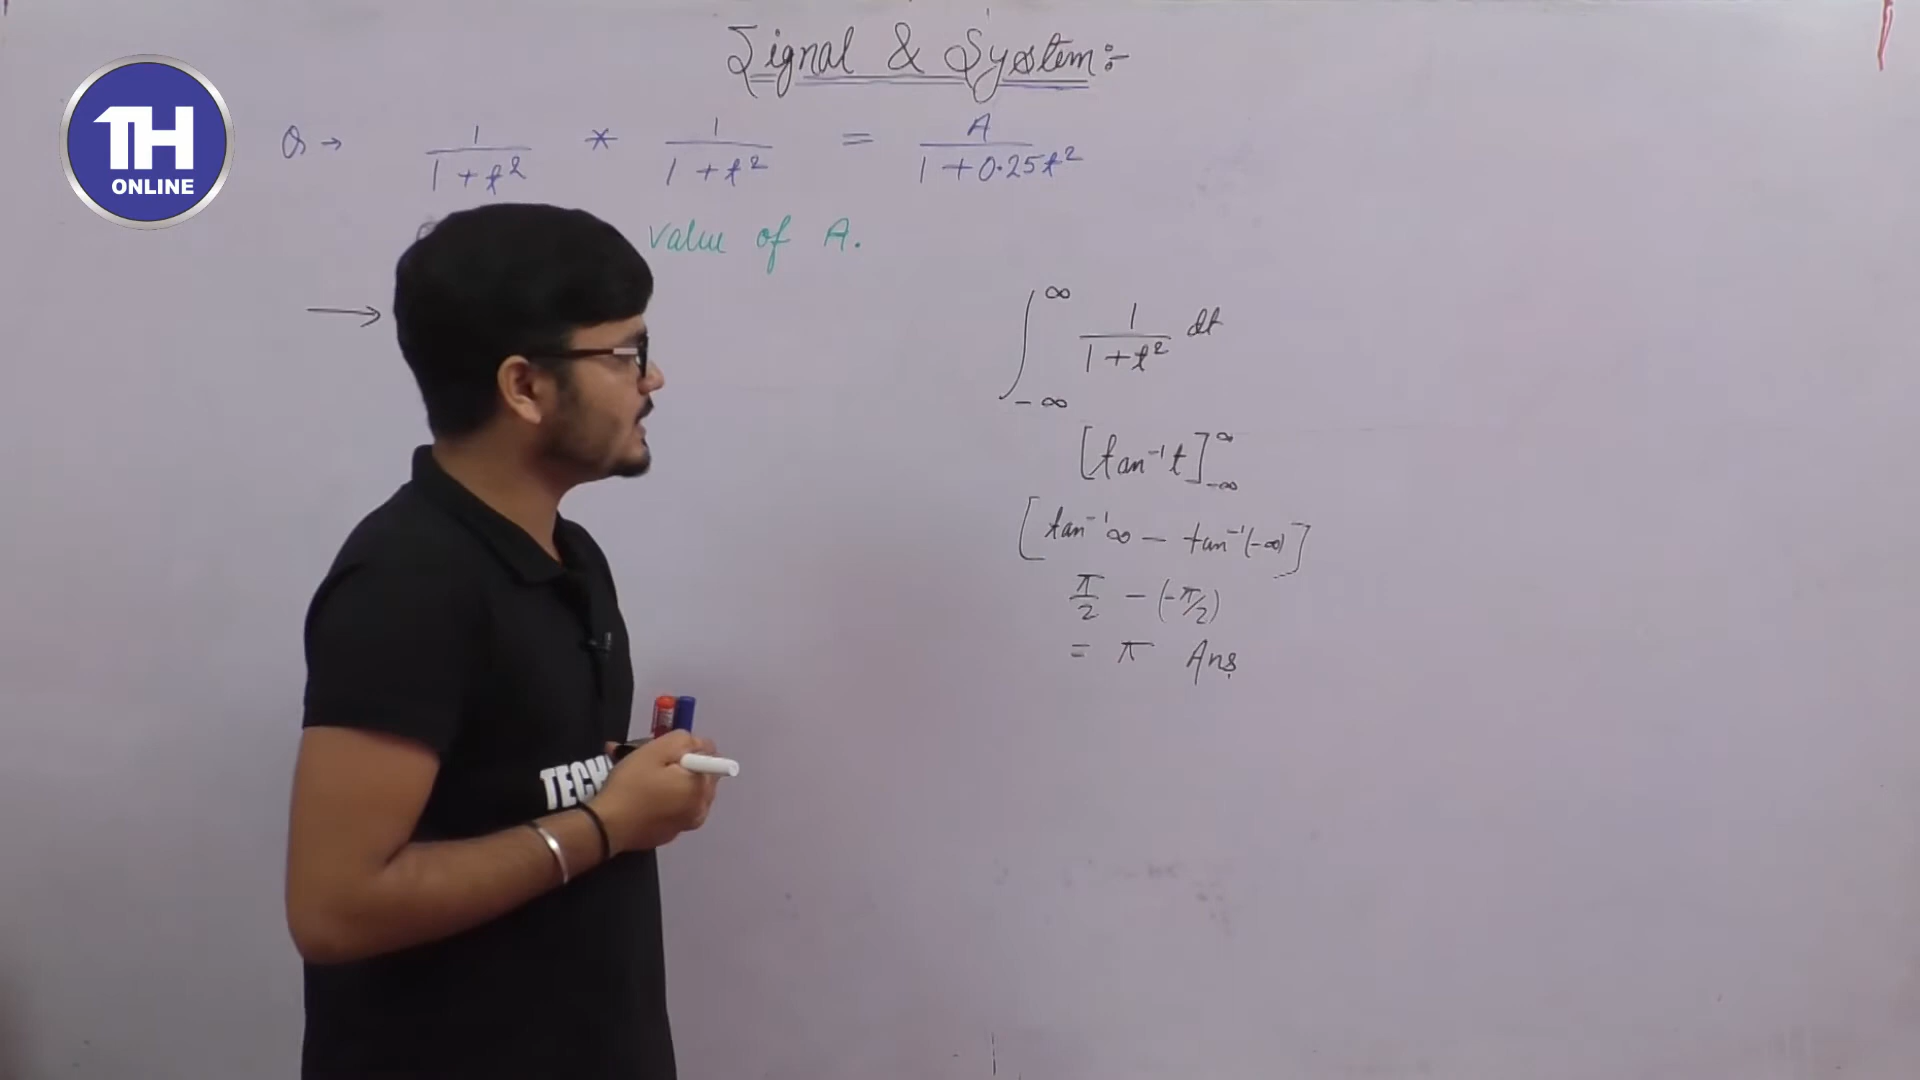 Signal & System:-
TH
ONLINE
Q → 1/(1+t²) * 1/(1+t²) = A/(1+0.25t²)
value of A.
→
∫_{-∞}^{∞} 1/(1+t²) dt
[tan⁻¹t]_{-∞}^{∞}
[tan⁻¹∞ - tan⁻¹(-∞)]
π/2 - (-π/2)
= π Ans
TECH